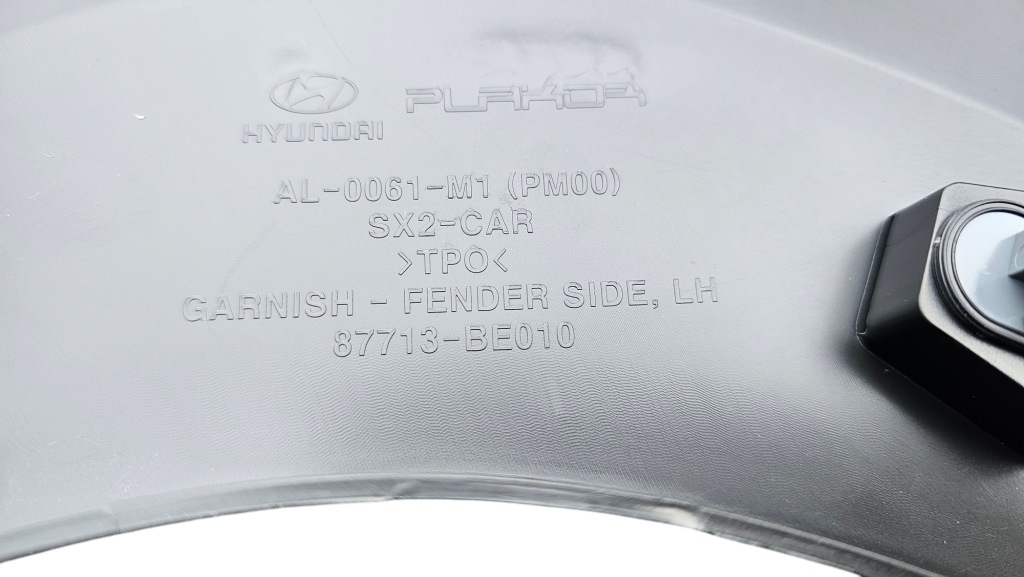 HYUNDAI
PLAKOR
AL-0061-M1 (PM00)
SX2-CAR
>TPO<
GARNISH - FENDER SIDE, LH
87713-BE010